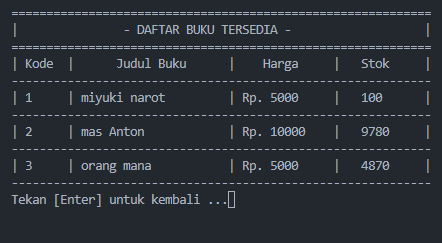 ============================================================
|               - DAFTAR BUKU TERSEDIA -                   |
============================================================
| Kode  |      Judul Buku      |    Harga     |   Stok      |
------------------------------------------------------------
| 1     | miyuki narot         | Rp. 5000     |   100       |
------------------------------------------------------------
| 2     | mas Anton            | Rp. 10000    |   9780      |
------------------------------------------------------------
| 3     | orang mana           | Rp. 5000     |   4870      |
------------------------------------------------------------
Tekan [Enter] untuk kembali ...